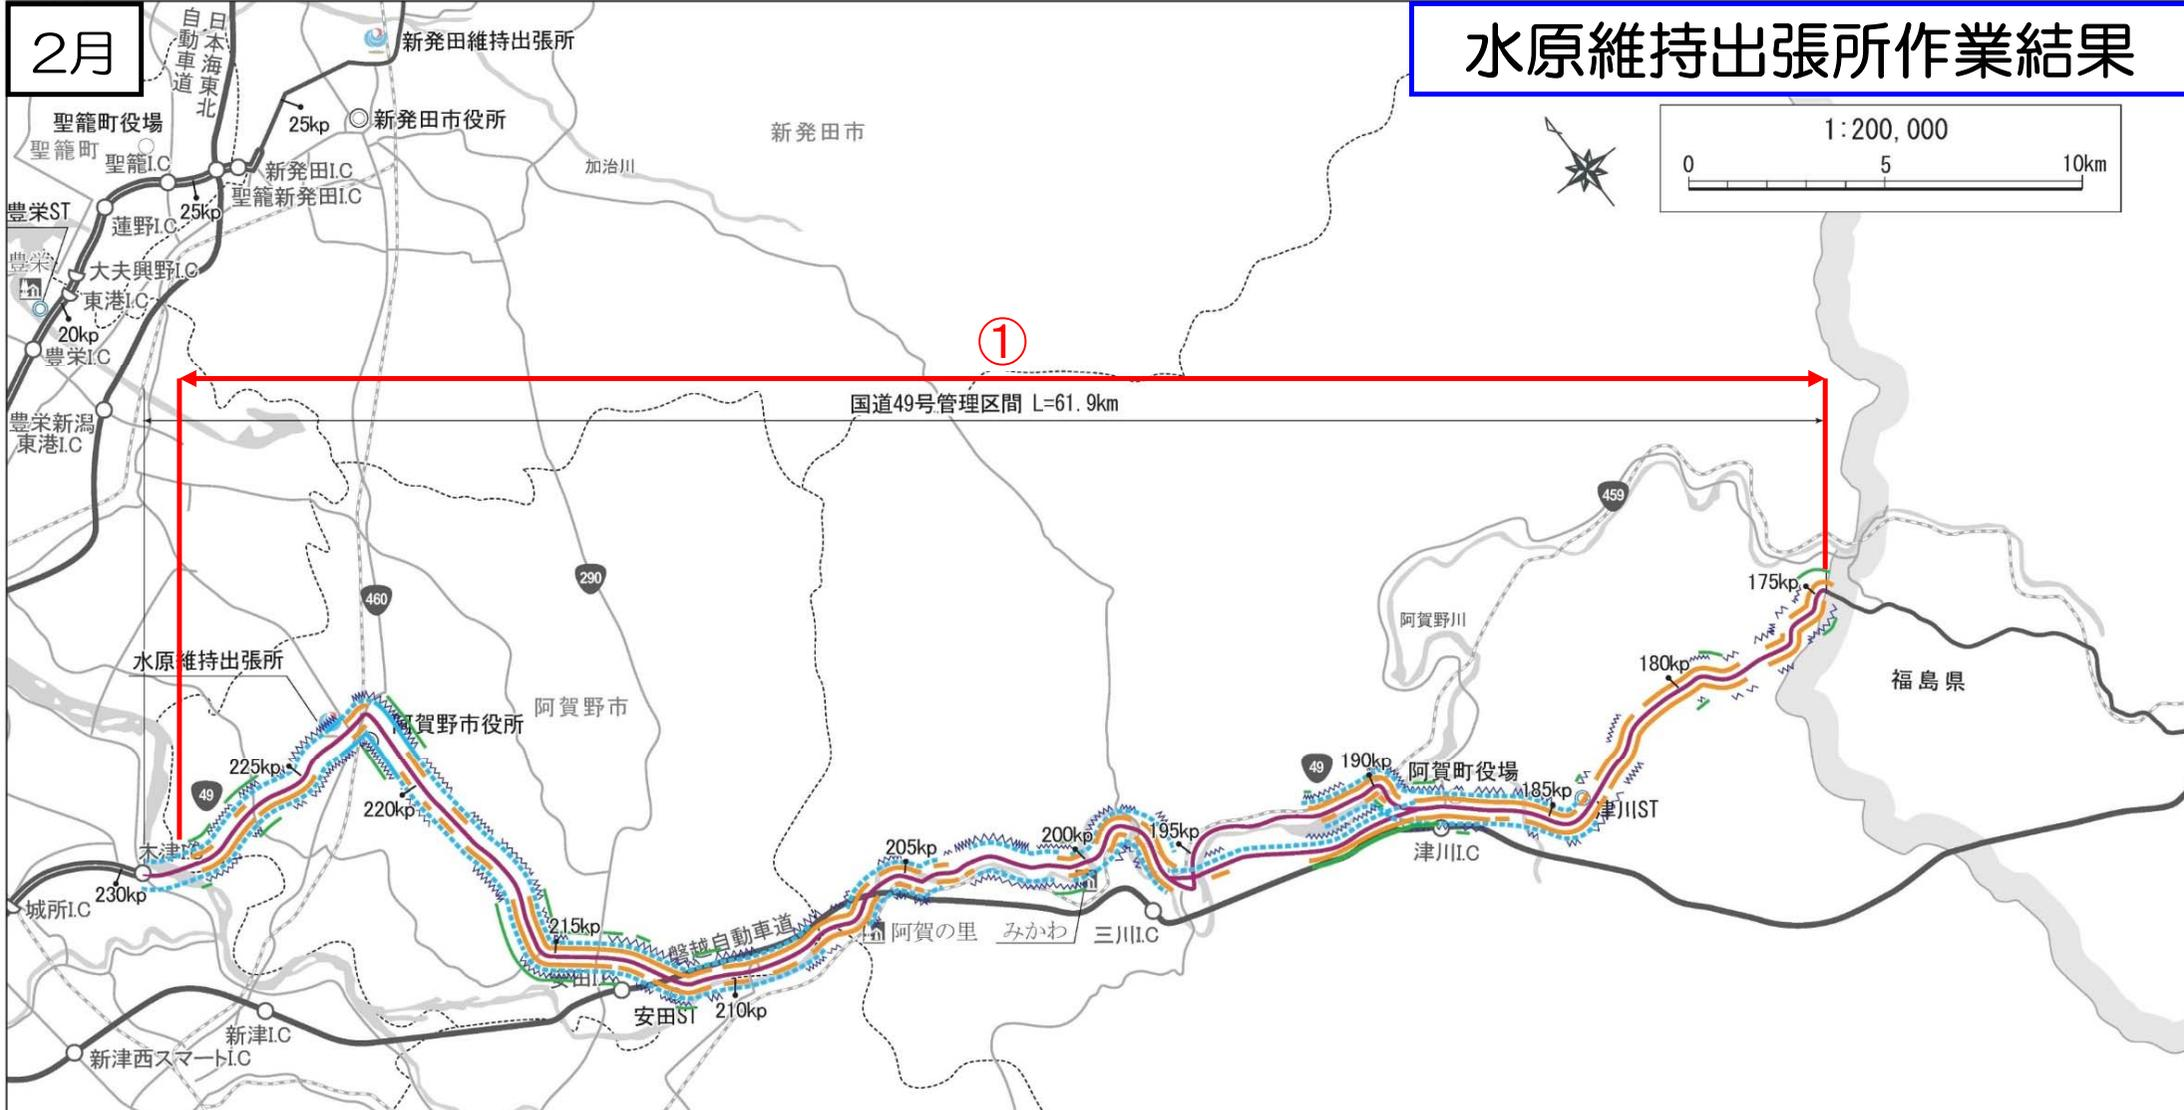 2月
水原維持出張所作業結果
日本海東北
自動車道
新発田維持出張所
1:200,000
0 5 10km
25kp
新発田市役所
新発田市
聖籠町役場
聖籠町
聖籠I.C
新発田I.C
聖籠新発田I.C
加治川
25kp
豊栄ST
蓮野I.C
豊栄
大夫興野I.C
東港I.C
20kp
豊栄I.C
①
国道49号管理区間 L=61.9km
豊栄新潟
東港I.C
459
290
460
175kp
阿賀野川
水原維持出張所
180kp
福島県
阿賀野市
阿賀野市役所
225kp
49
220kp
49
190kp
阿賀町役場
185kp
津川ST
津川I.C
木津I.C
230kp
城所I.C
205kp
200kp
195kp
215kp
磐越自動車道
阿賀の里
みかわ
三川I.C
安田I.C
安田ST
210kp
新津I.C
新津西スマートI.C